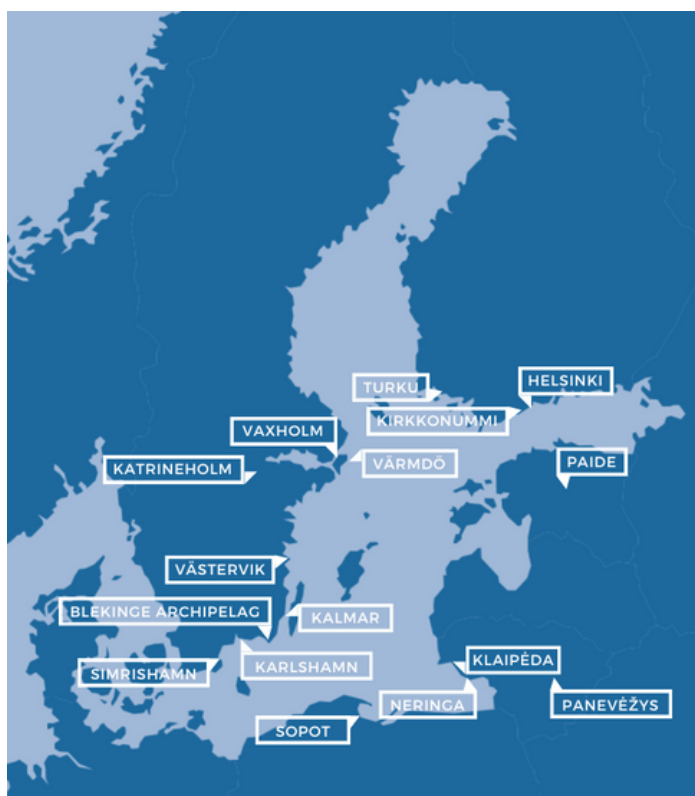 HELSINKI
TURKU
KIRKKONUMMI
VAXHOLM
VÄRMDÖ
KATRINEHOLM
PAIDE
VÄSTERVIK
BLEKINGE ARCHIPELAG
KALMAR
KLAIPĖDA
KARLSHAMN
SIMRISHAMN
NERINGA
PANEVĖŽYS
SOPOT